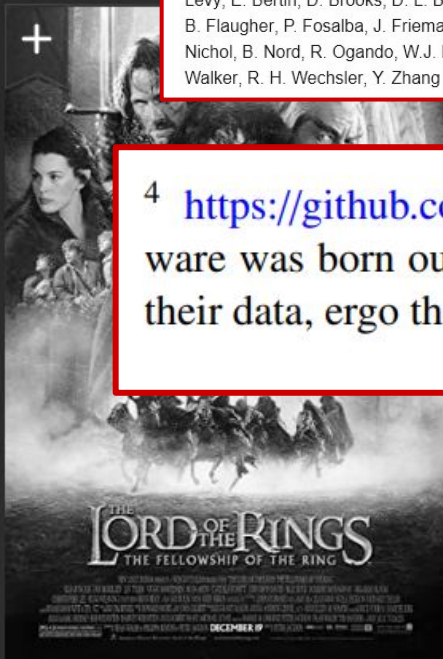 Levy, E. Bertin, D. Brooks, D. L. B
B. Flaugher, P. Fosalba, J. Friema
Nichol, B. Nord, R. Ogando, W.J. 
Walker, R. H. Wechsler, Y. Zhang
+
4 https://github.co
ware was born ou
their data, ergo th
THE
LORD OF THE RINGS
THE FELLOWSHIP OF THE RING
DECEMBER 19